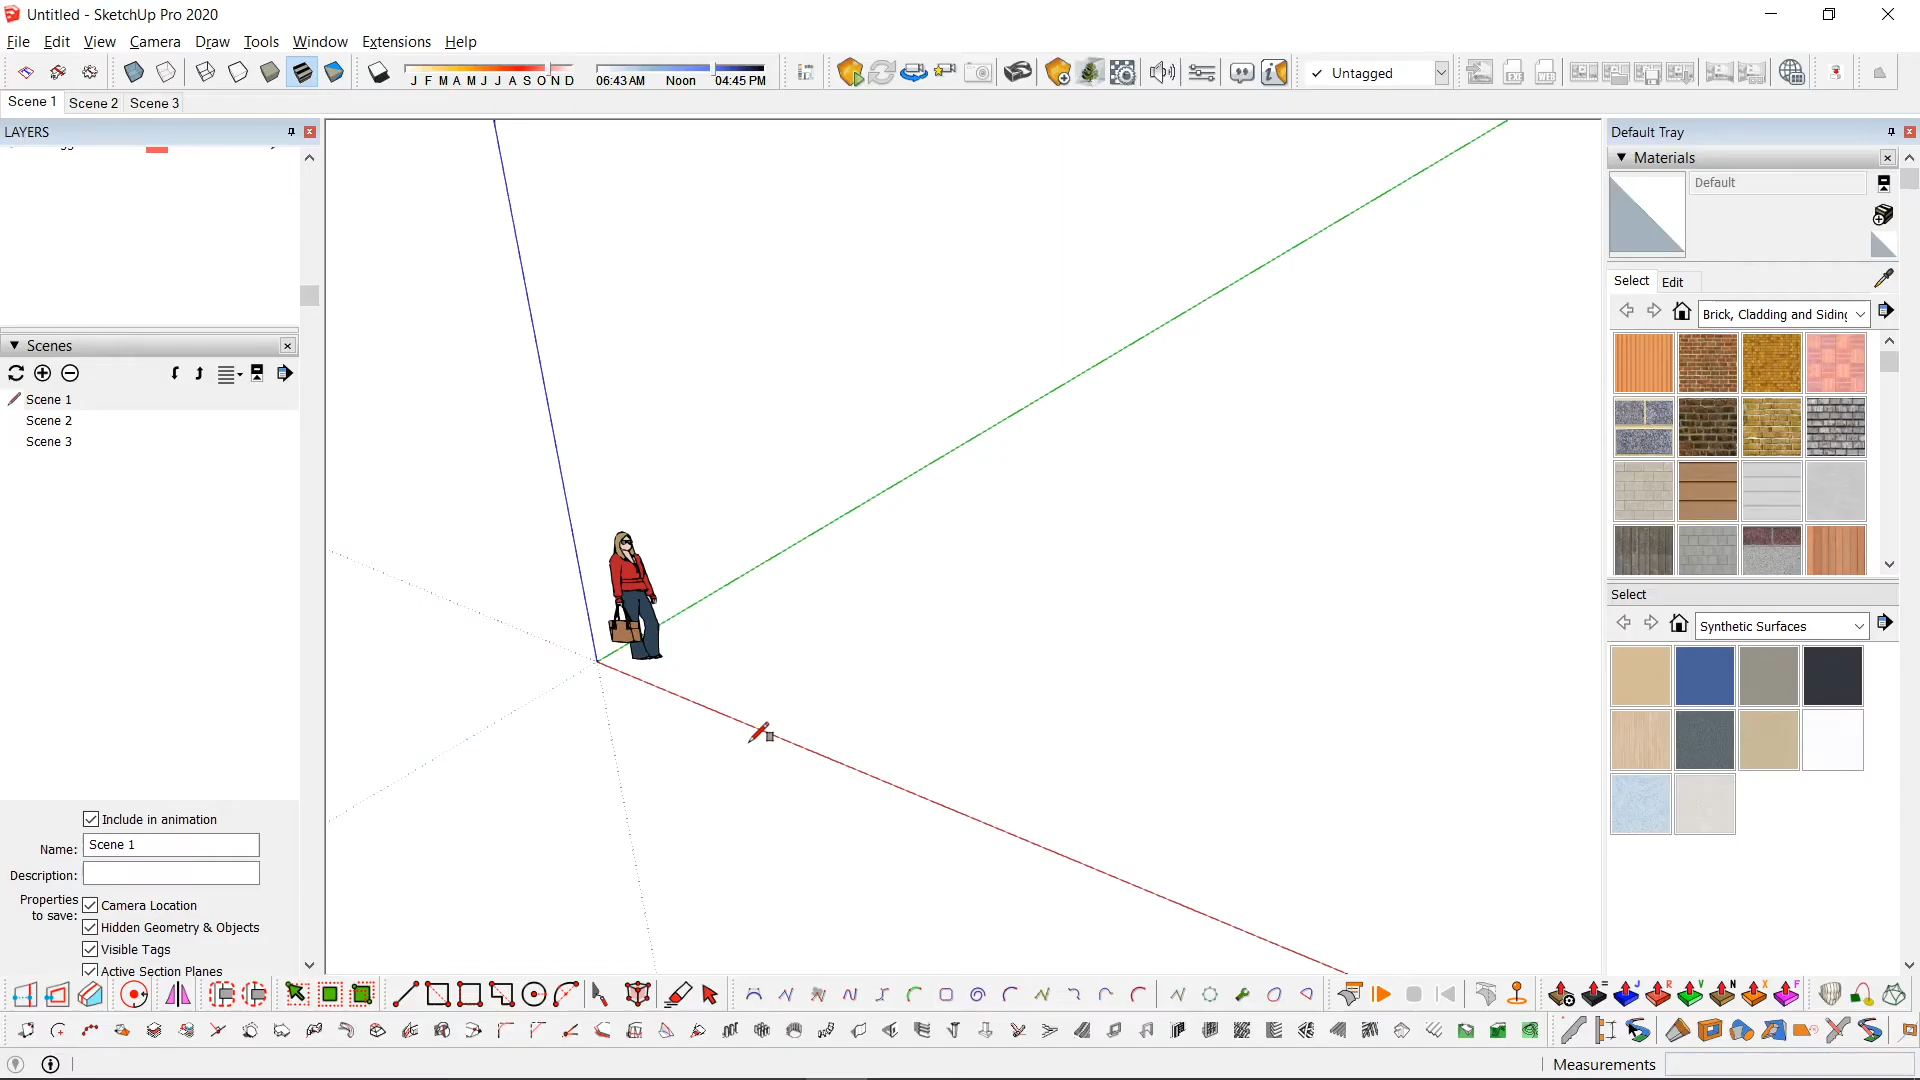 Untitled - SketchUp Pro 2020
File Edit View Camera Draw Tools Window Extensions Help
J F M A M J J A S O N D
06:43 AM Noon 04:45 PM
Untagged
Scene 1 Scene 2 Scene 3
LAYERS
Scenes
Scene 1
Scene 2
Scene 3
Include in animation
Name: Scene 1
Description:
Properties
to save:
Camera Location
Hidden Geometry & Objects
Visible Tags
Active Section Planes
Default Tray
Materials
Default
Select Edit
Brick, Cladding and Siding
Select
Synthetic Surfaces
Measurements